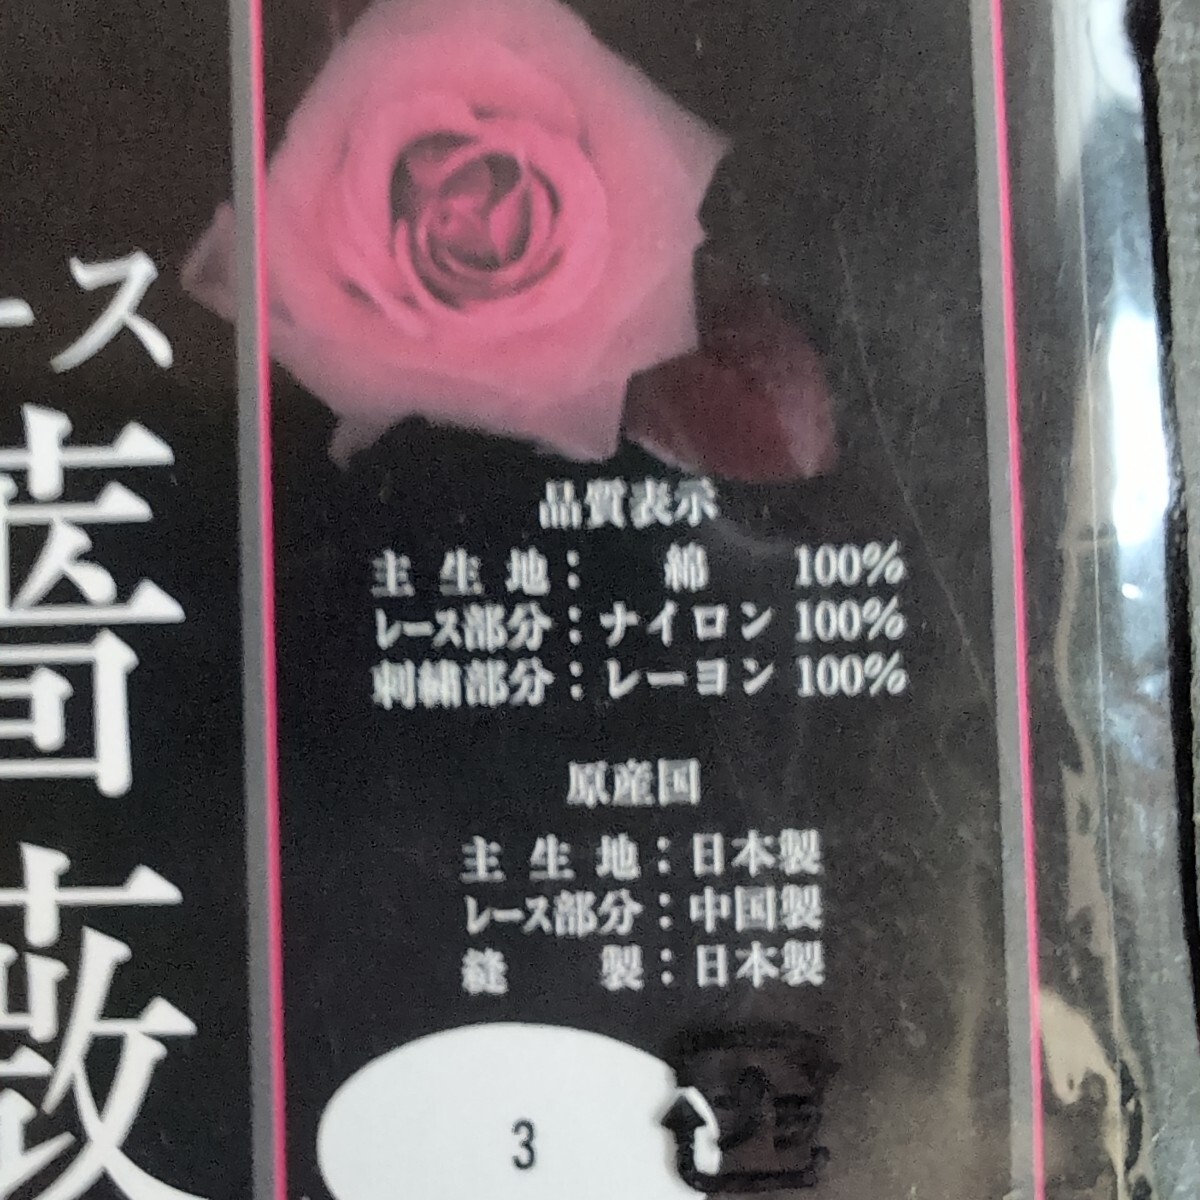 ース
薔
薇
品質表示
主生地： 綿 100%
レース部分：ナイロン 100%
刺繍部分：レーヨン 100%
原産国
主生地：日本製
レース部分：中国製
縫製：日本製
3